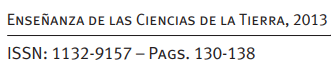 Enseñanza de las Ciencias de la Tierra, 2013
ISSN: 1132-9157 – Pags. 130-138